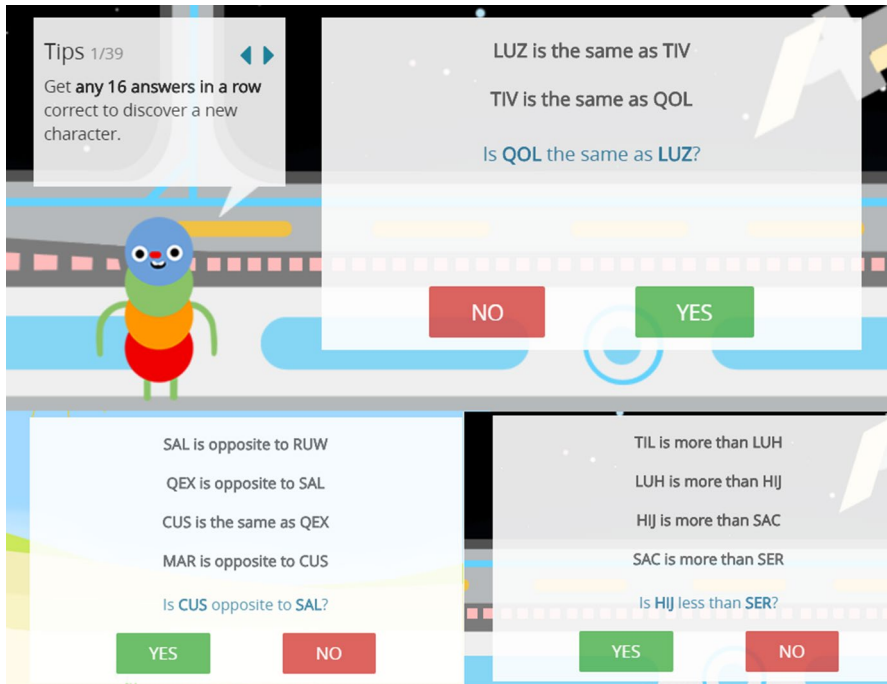 Tips 1/39
Get any 16 answers in a row
correct to discover a new
character.
LUZ is the same as TIV
TIV is the same as QOL
Is QOL the same as LUZ?
NO
YES
SAL is opposite to RUW
QEX is opposite to SAL
CUS is the same as QEX
MAR is opposite to CUS
Is CUS opposite to SAL?
YES
NO
TIL is more than LUH
LUH is more than HIJ
HIJ is more than SAC
SAC is more than SER
Is HIJ less than SER?
YES
NO